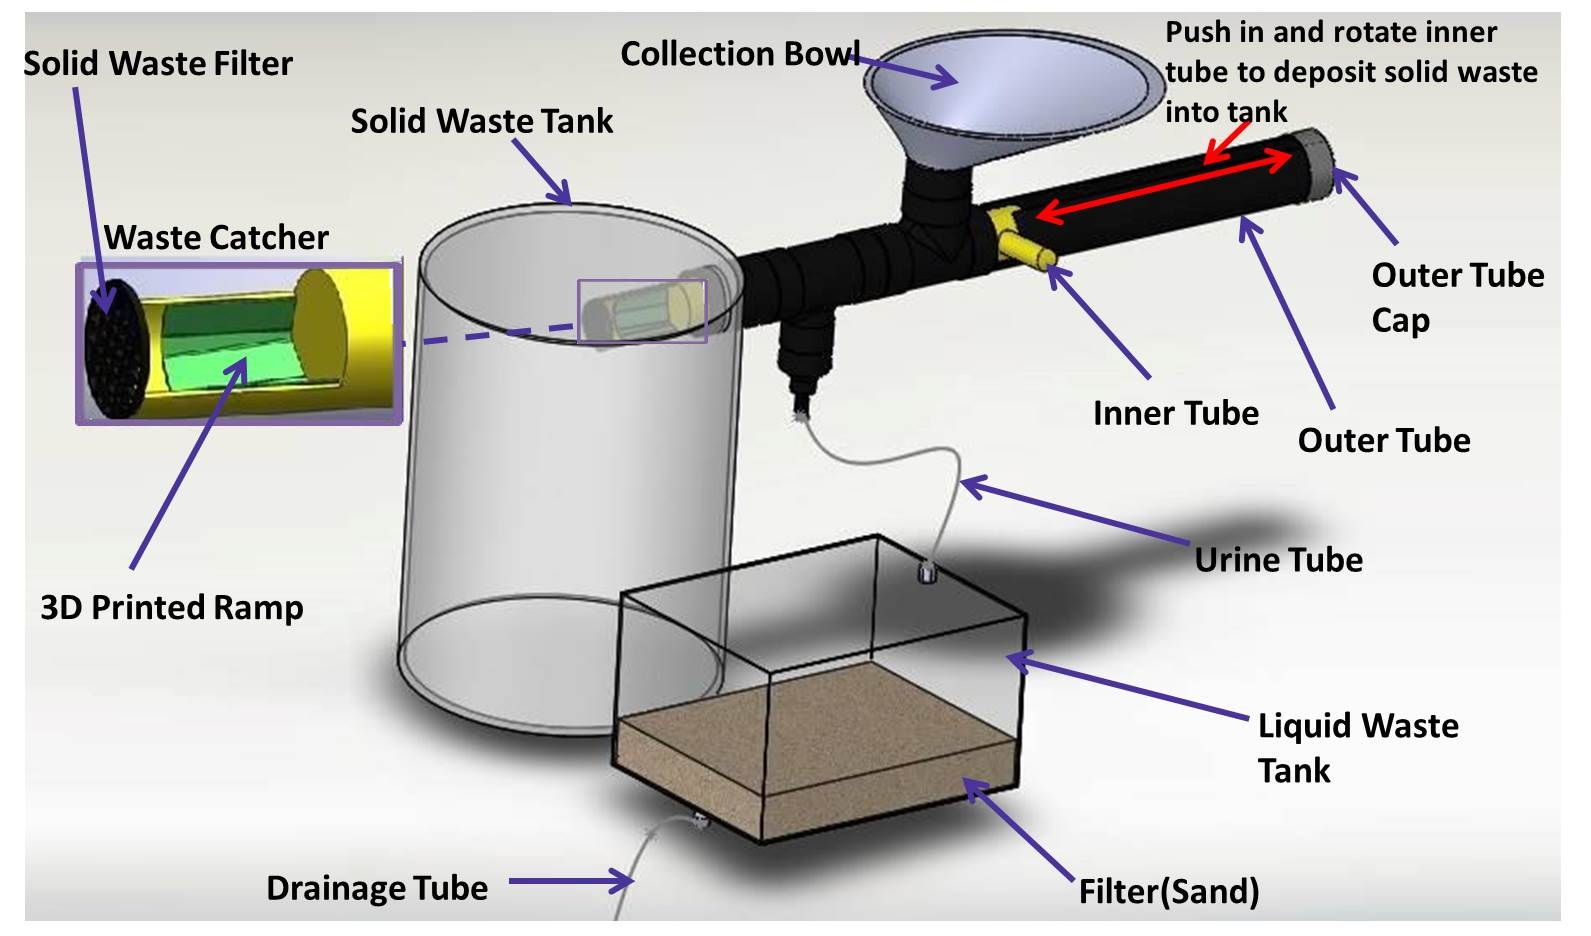 Solid Waste Filter
Collection Bowl
Push in and rotate inner
tube to deposit solid waste
into tank
Solid Waste Tank
Waste Catcher
Outer Tube
Cap
Inner Tube
Outer Tube
Urine Tube
3D Printed Ramp
Liquid Waste
Tank
Drainage Tube
Filter(Sand)